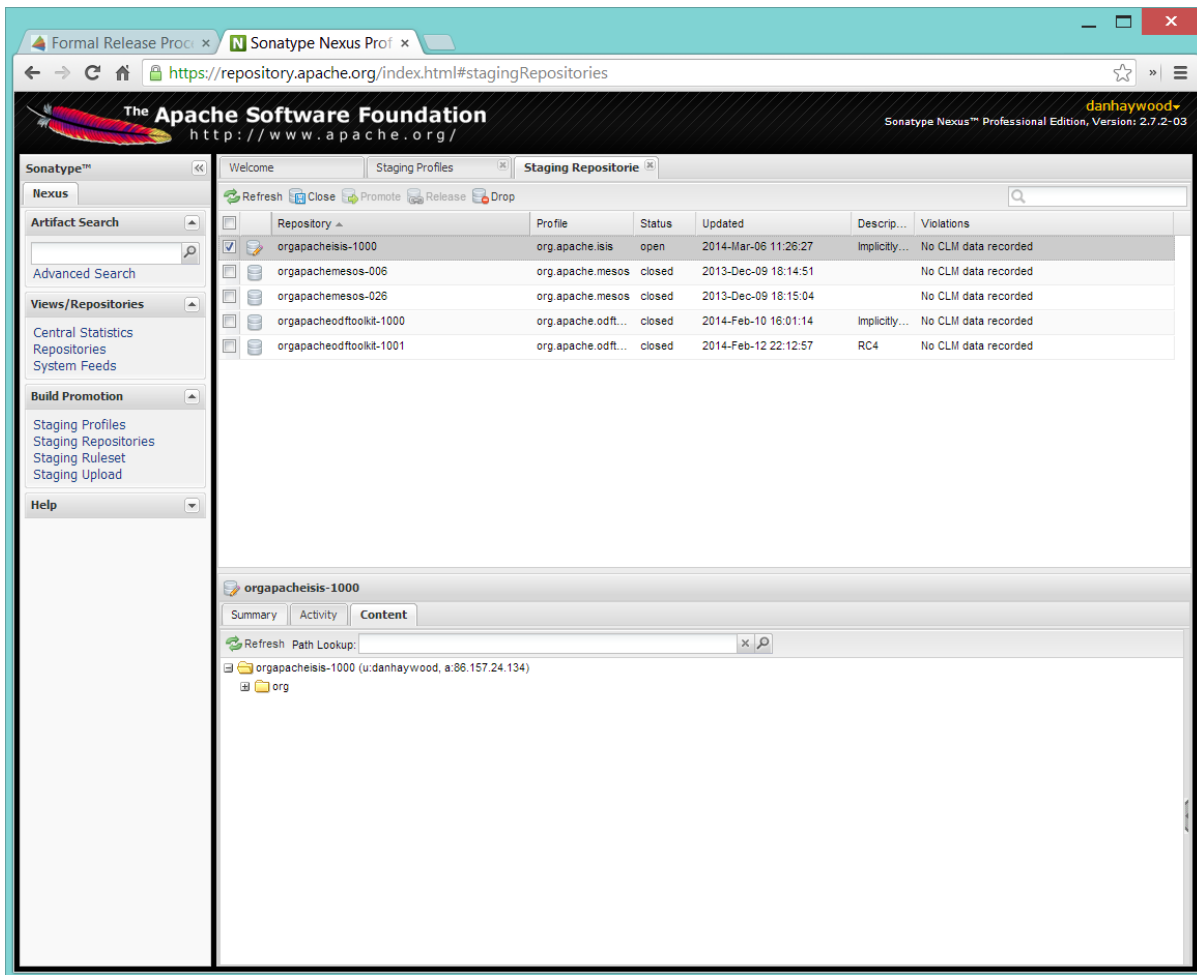 Formal Release Proc × Sonatype Nexus Prof ×
https://repository.apache.org/index.html#stagingRepositories »
The Apache Software Foundation
http://www.apache.org/
danhaywood
Sonatype Nexus™ Professional Edition, Version: 2.7.2-03
Sonatype™
Nexus
Artifact Search
Advanced Search
Views/Repositories
Central Statistics
Repositories
System Feeds
Build Promotion
Staging Profiles
Staging Repositories
Staging Ruleset
Staging Upload
Help
Welcome Staging Profiles Staging Repositorie
Refresh Close Promote Release Drop
Repository Profile Status Updated Descrip... Violations
orgapacheisis-1000 org.apache.isis open 2014-Mar-06 11:26:27 Implicitly... No CLM data recorded
orgapachemesos-006 org.apache.mesos closed 2013-Dec-09 18:14:51 No CLM data recorded
orgapachemesos-026 org.apache.mesos closed 2013-Dec-09 18:15:04 No CLM data recorded
orgapacheodftoolkit-1000 org.apache.odft... closed 2014-Feb-10 16:01:14 Implicitly... No CLM data recorded
orgapacheodftoolkit-1001 org.apache.odft... closed 2014-Feb-12 22:12:57 RC4 No CLM data recorded
orgapacheisis-1000
Summary Activity Content
Refresh Path Lookup:
orgapacheisis-1000 (u:danhaywood, a:86.157.24.134)
org